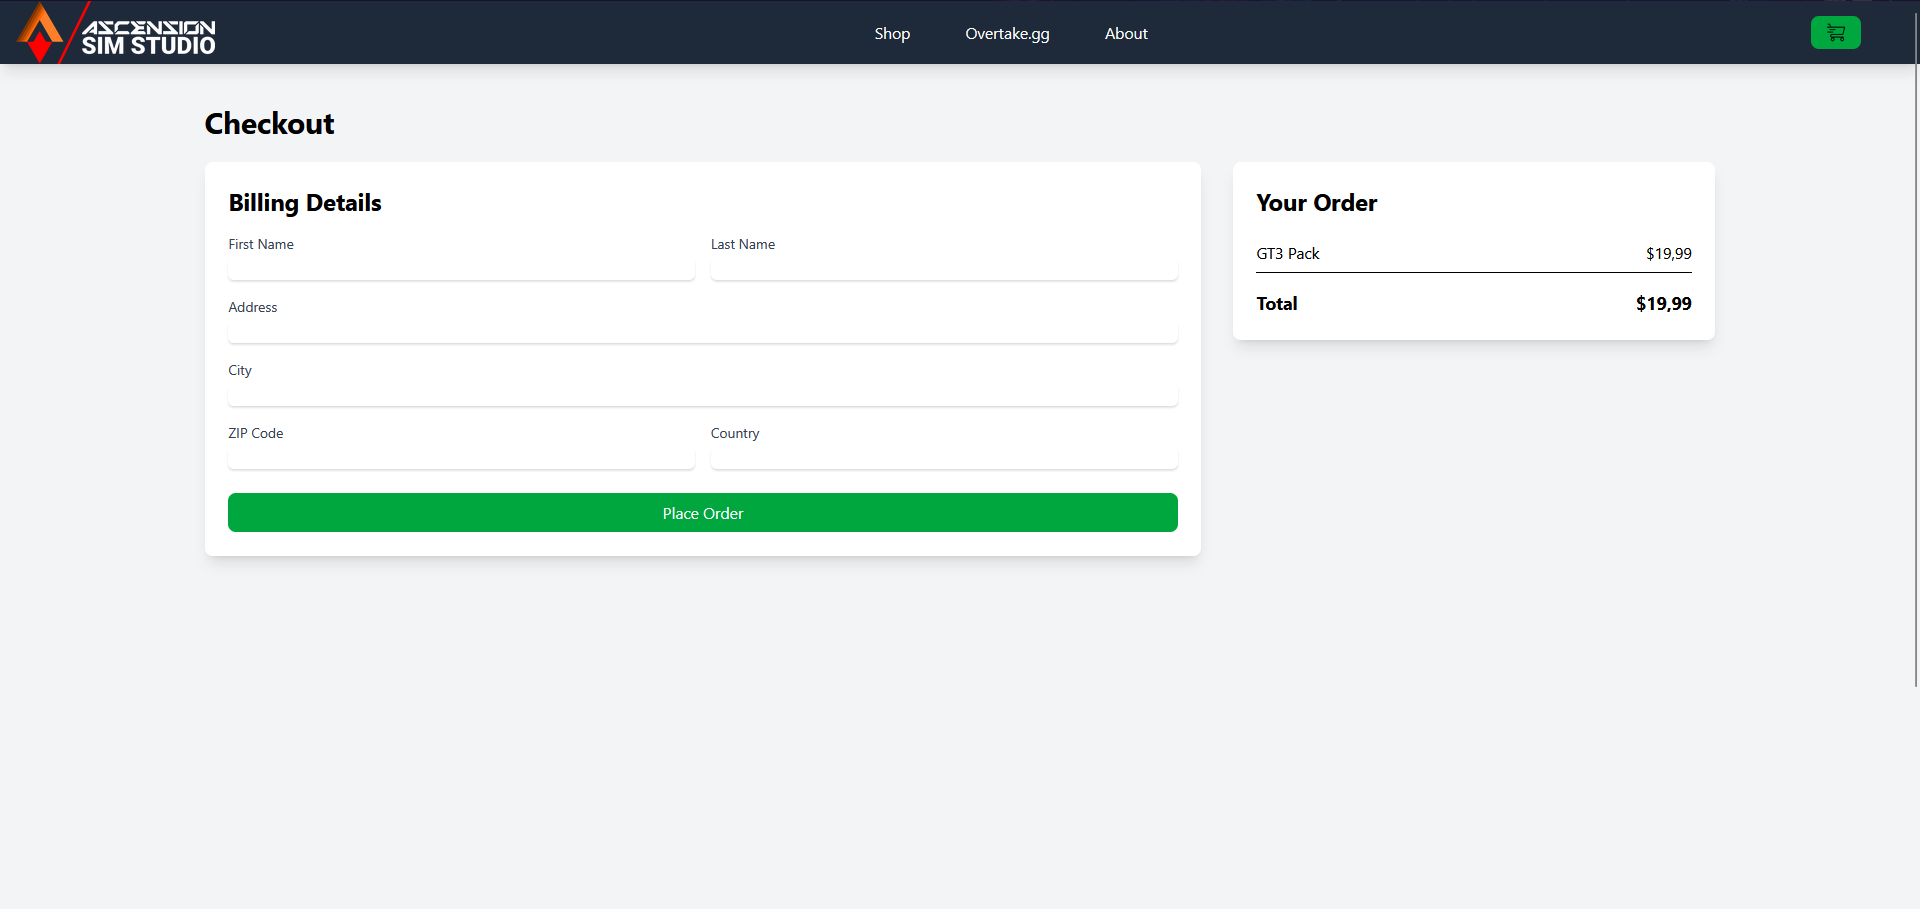 ASCENSION
SIM STUDIO
Shop
Overtake.gg
About
Checkout
Billing Details
First Name
Last Name
Address
City
ZIP Code
Country
Place Order
Your Order
GT3 Pack
$19,99
Total
$19,99